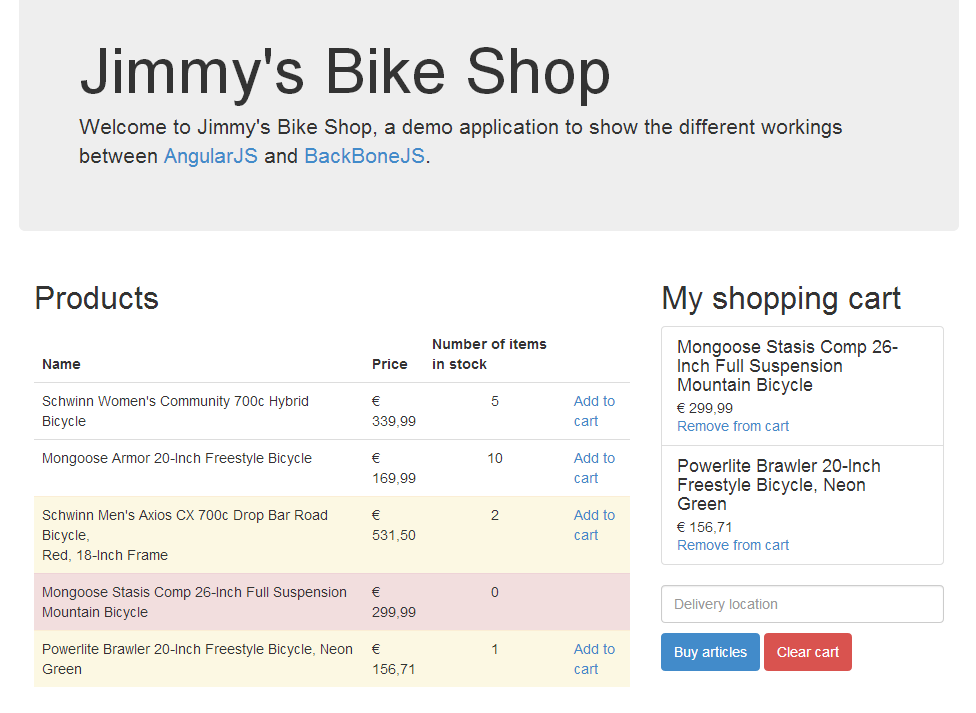 Jimmy's Bike Shop
Welcome to Jimmy's Bike Shop, a demo application to show the different workings
between AngularJS and BackBoneJS.
Products
Number of items
Name Price in stock
Schwinn Women's Community 700c Hybrid € 5 Add to
Bicycle 339,99 cart
Mongoose Armor 20-Inch Freestyle Bicycle € 10 Add to
169,99 cart
Schwinn Men's Axios CX 700c Drop Bar Road € 2 Add to
Bicycle, 531,50 cart
Red, 18-Inch Frame
Mongoose Stasis Comp 26-Inch Full Suspension € 0
Mountain Bicycle 299,99
Powerlite Brawler 20-Inch Freestyle Bicycle, Neon € 1 Add to
Green 156,71 cart
My shopping cart
Mongoose Stasis Comp 26-
Inch Full Suspension
Mountain Bicycle
€ 299,99
Remove from cart
Powerlite Brawler 20-Inch
Freestyle Bicycle, Neon
Green
€ 156,71
Remove from cart
Delivery location
Buy articles Clear cart